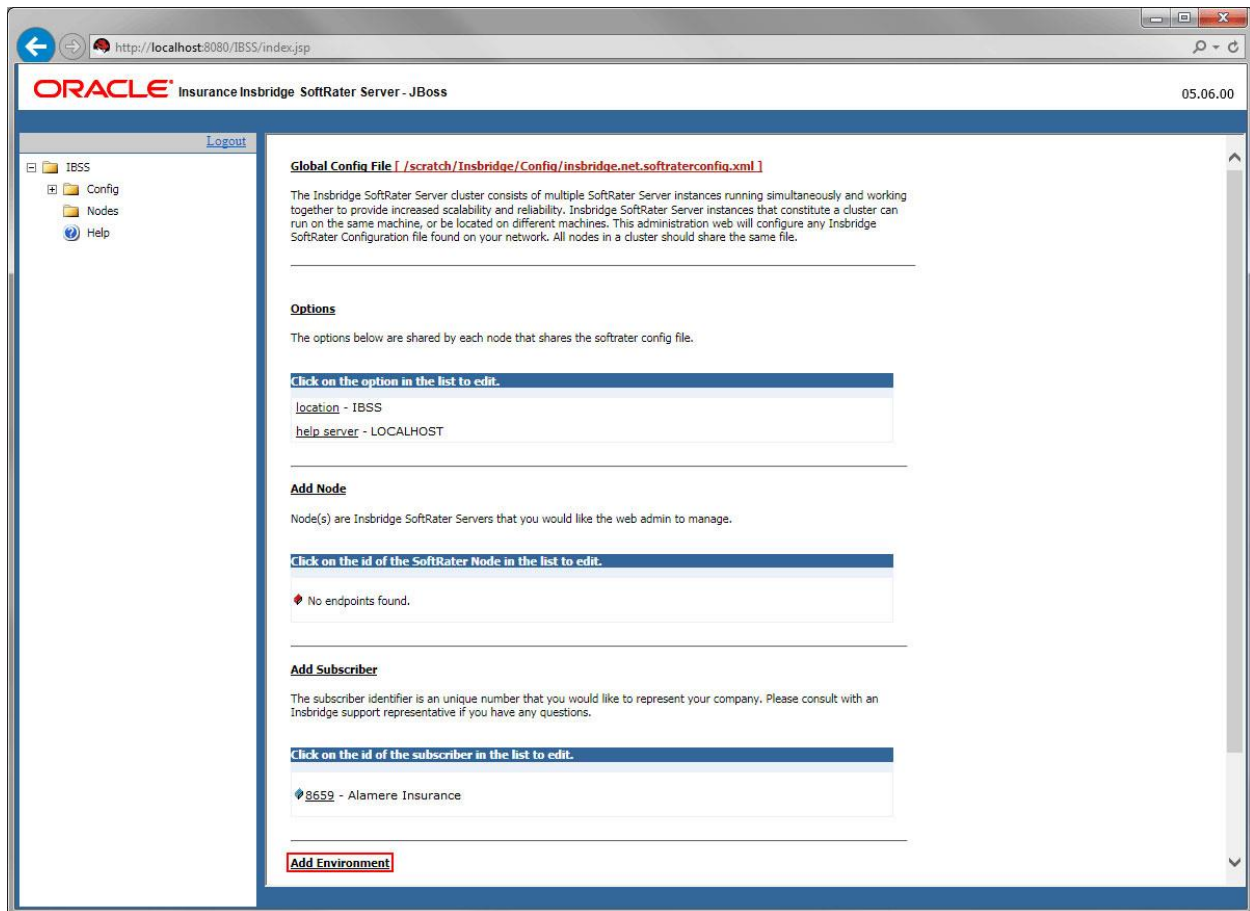 http://localhost:8080/IBSS/index.jsp
ORACLE Insurance Insbridge SoftRater Server - JBoss
05.06.00
Logout
IBSS
Config
Nodes
Help
Global Config File [ /scratch/Insbridge/Config/insbridge.net.softraterconfig.xml ]
The Insbridge SoftRater Server cluster consists of multiple SoftRater Server instances running simultaneously and working
together to provide increased scalability and reliability. Insbridge SoftRater Server instances that constitute a cluster can
run on the same machine, or be located on different machines. This administration web will configure any Insbridge
SoftRater Configuration file found on your network. All nodes in a cluster should share the same file.
Options
The options below are shared by each node that shares the softrater config file.
Click on the option in the list to edit.
location - IBSS
help server - LOCALHOST
Add Node
Node(s) are Insbridge SoftRater Servers that you would like the web admin to manage.
Click on the id of the SoftRater Node in the list to edit.
No endpoints found.
Add Subscriber
The subscriber identifier is an unique number that you would like to represent your company. Please consult with an
Insbridge support representative if you have any questions.
Click on the id of the subscriber in the list to edit.
8659 - Alamere Insurance
Add Environment